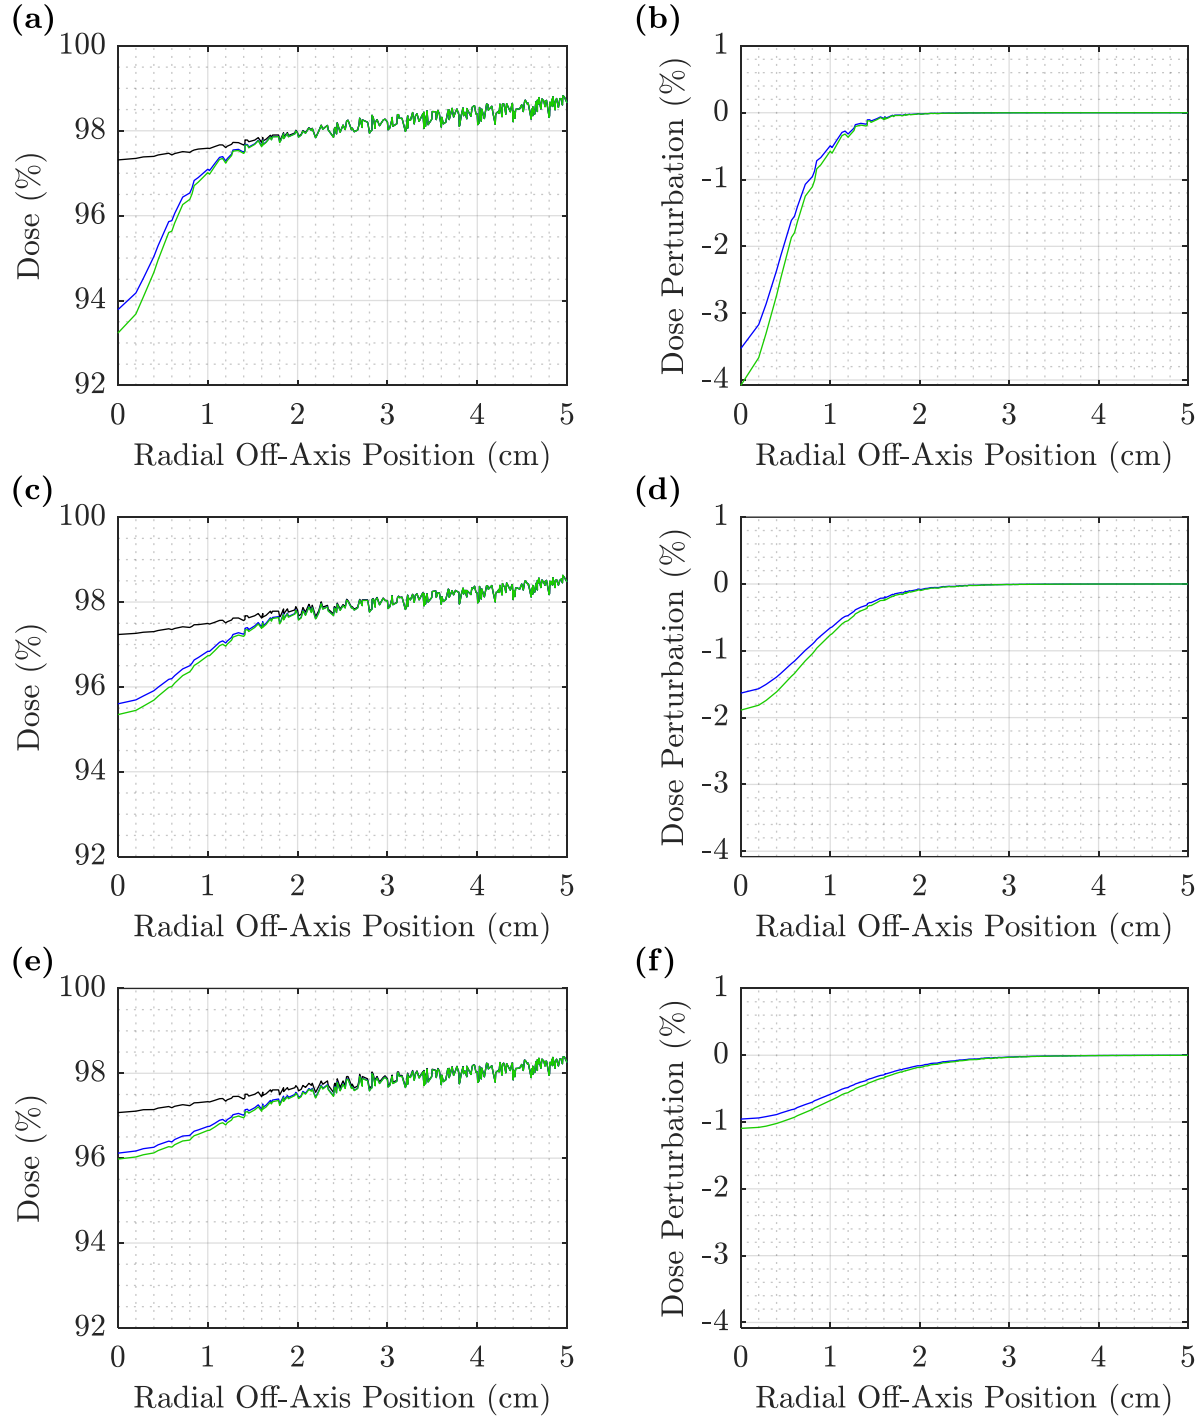 (a)
(b)
100
98
96
94
92
Dose (%)
0 1 2 3 4 5
Radial Off-Axis Position (cm)
1
0
-1
-2
-3
-4
Dose Perturbation (%)
0 1 2 3 4 5
Radial Off-Axis Position (cm)
(c)
(d)
100
98
96
94
92
Dose (%)
0 1 2 3 4 5
Radial Off-Axis Position (cm)
1
0
-1
-2
-3
-4
Dose Perturbation (%)
0 1 2 3 4 5
Radial Off-Axis Position (cm)
(e)
(f)
100
98
96
94
92
Dose (%)
0 1 2 3 4 5
Radial Off-Axis Position (cm)
1
0
-1
-2
-3
-4
Dose Perturbation (%)
0 1 2 3 4 5
Radial Off-Axis Position (cm)